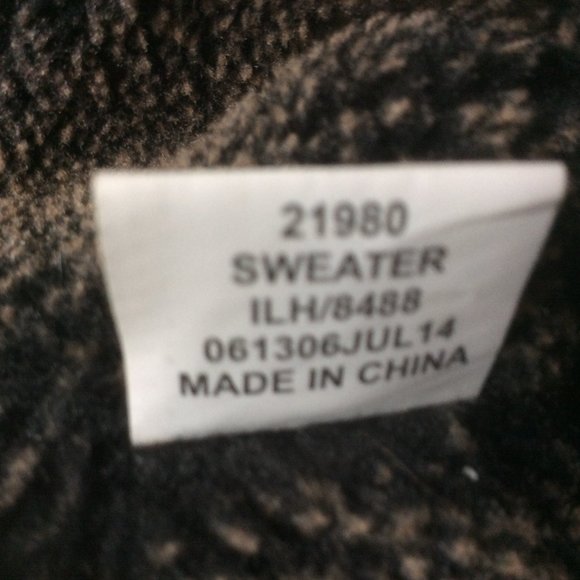 21980
SWEATER
ILH/8488
061306JUL14
MADE IN CHINA